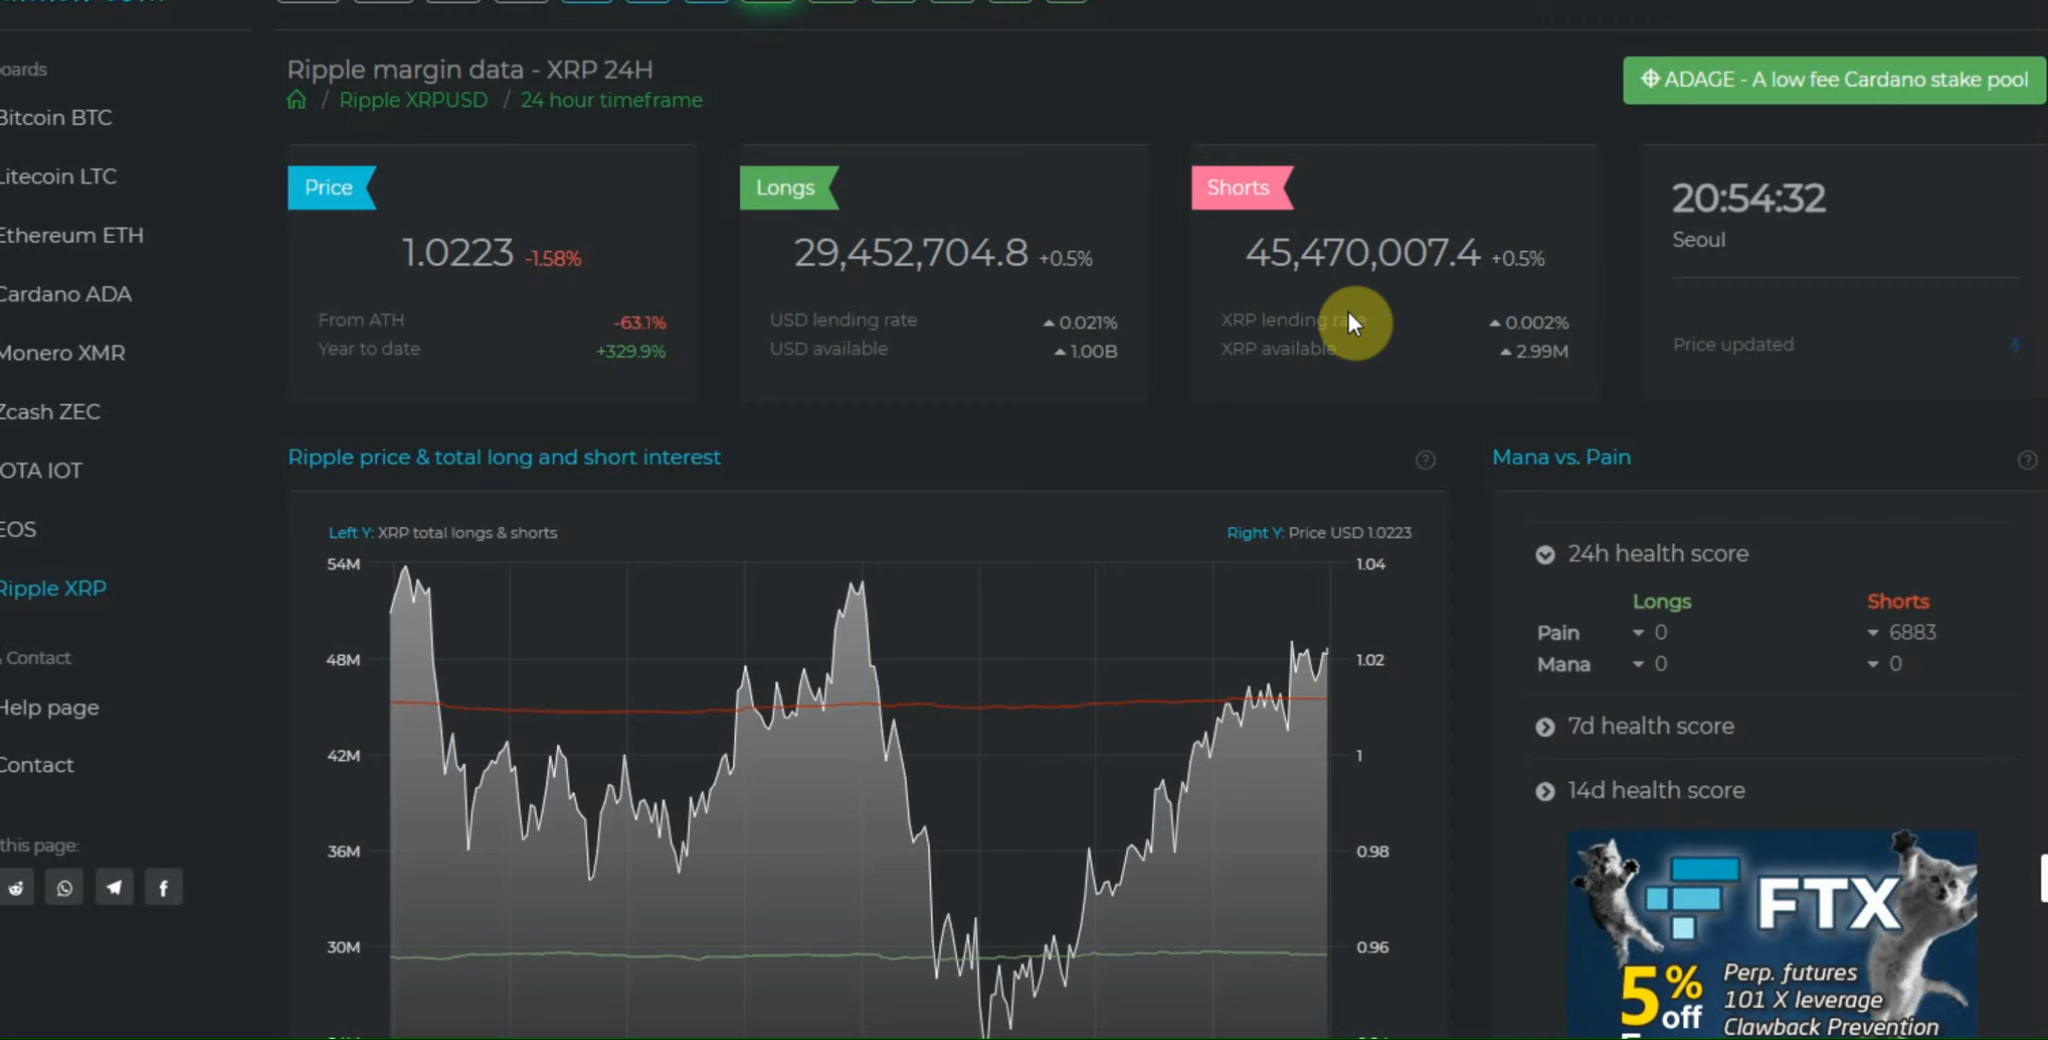 Ripple margin data - XRP 24H
/ Ripple XRPUSD / 24 hour timeframe
ADAGE - A low fee Cardano stake pool
Bitcoin BTC
Litecoin LTC
Ethereum ETH
Cardano ADA
Monero XMR
Zcash ZEC
IOTA IOT
EOS
Ripple XRP
Contact
Help page
Contact
this page:
Price
1.0223 -1.58%
From ATH -63.1%
Year to date +329.9%
Longs
29,452,704.8 +0.5%
USD lending rate 0.021%
USD available 1.00B
Shorts
45,470,007.4 +0.5%
XRP lending rate 0.002%
XRP available 2.99M
20:54:32
Seoul
Price updated
Ripple price & total long and short interest
Left Y: XRP total longs & shorts
Right Y: Price USD 1.0223
54M
48M
42M
36M
30M
1.04
1.02
1
0.98
0.96
Mana vs. Pain
24h health score
Longs Shorts
Pain 0 6883
Mana 0 0
7d health score
14d health score
FTX
5% off
Perp. futures
101 X leverage
Clawback Prevention